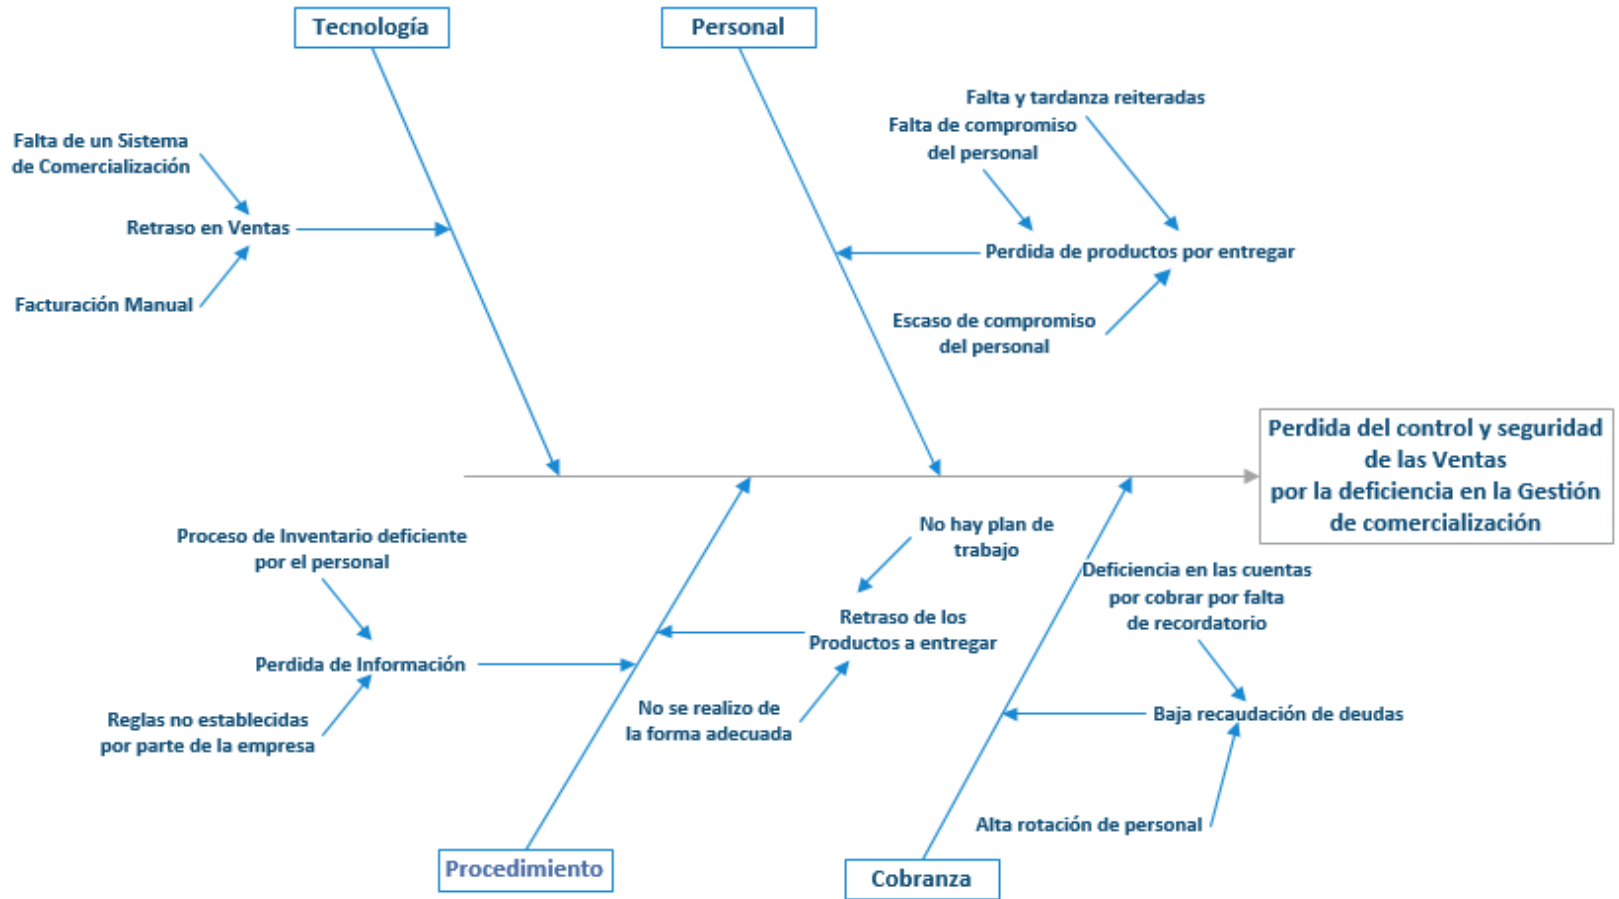 Tecnología
Personal
Falta y tardanza reiteradas
Falta de compromiso
del personal
Falta de un Sistema
de Comercialización
Retraso en Ventas
Perdida de productos por entregar
Facturación Manual
Escaso de compromiso
del personal
Perdida del control y seguridad
de las Ventas
por la deficiencia en la Gestión
de comercialización
Proceso de Inventario deficiente
por el personal
No hay plan de
trabajo
Deficiencia en las cuentas
por cobrar por falta
de recordatorio
Retraso de los
Productos a entregar
Perdida de Información
Reglas no establecidas
por parte de la empresa
No se realizo de
la forma adecuada
Baja recaudación de deudas
Alta rotación de personal
Procedimiento
Cobranza